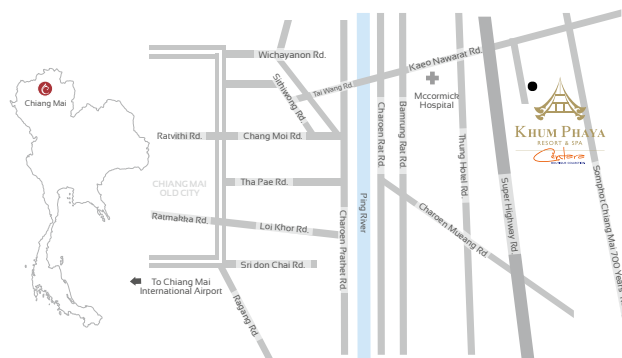 Wichayanon Rd.
Kaeo Nawarat Rd.
Tai Wang Rd.
Sithiwong Rd.
Mccormick
Hospital
Chiang Mai
Ratvithi Rd.
Chang Moi Rd.
Charoen Rat Rd.
Bamrung Rat Rd.
Thung Hotel Rd.
KHUM PHAYA
RESORT & SPA
Centara
CHIANG MAI
OLD CITY
Tha Pae Rd.
Ping River
Super Highway Rd.
Ratmakka Rd.
Loi Khor Rd.
Charoen Prathet Rd.
Charoen Mueang Rd.
Somphot Chiang Mai 700 Years
Sri don Chai Rd.
To Chiang Mai
International Airport
Ragang Rd.